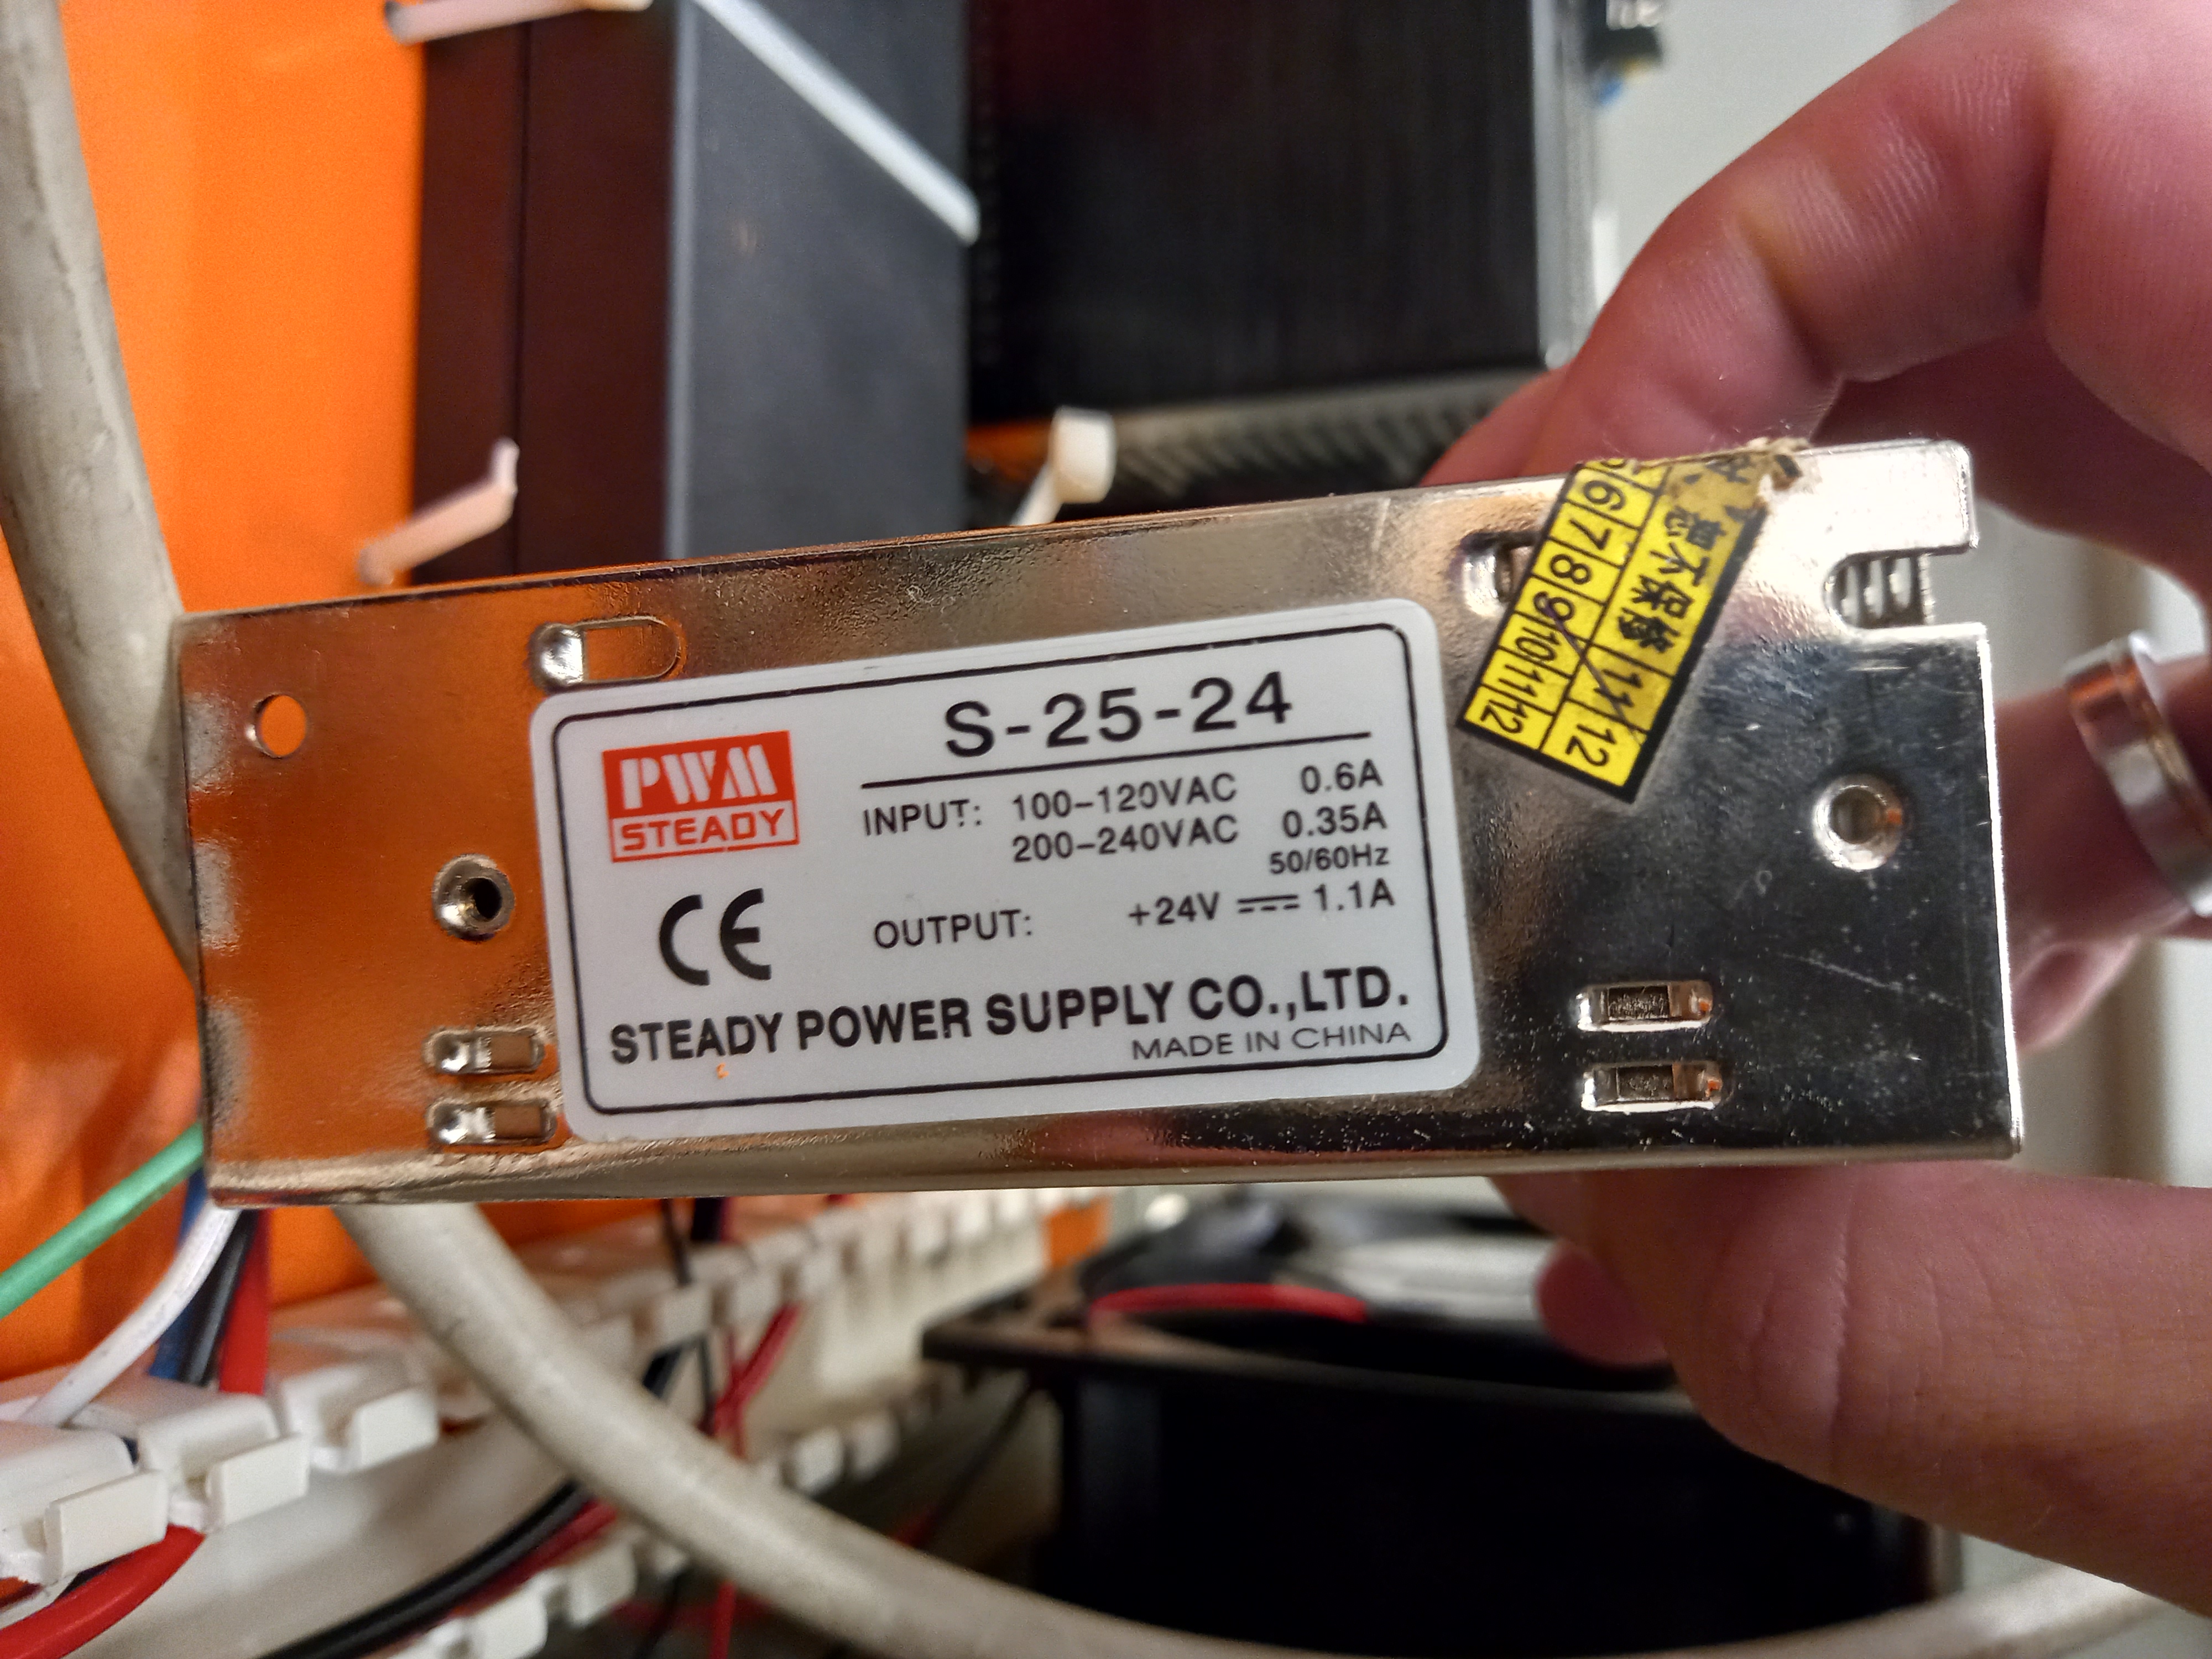 恕不保修 11 12
6 7 8 9 10 11 12
S-25-24
INPUT: 100-120VAC 0.6A
200-240VAC 0.35A
50/60Hz
OUTPUT: +24V ⎓ 1.1A
PWM
STEADY
CE
STEADY POWER SUPPLY CO.,LTD.
MADE IN CHINA